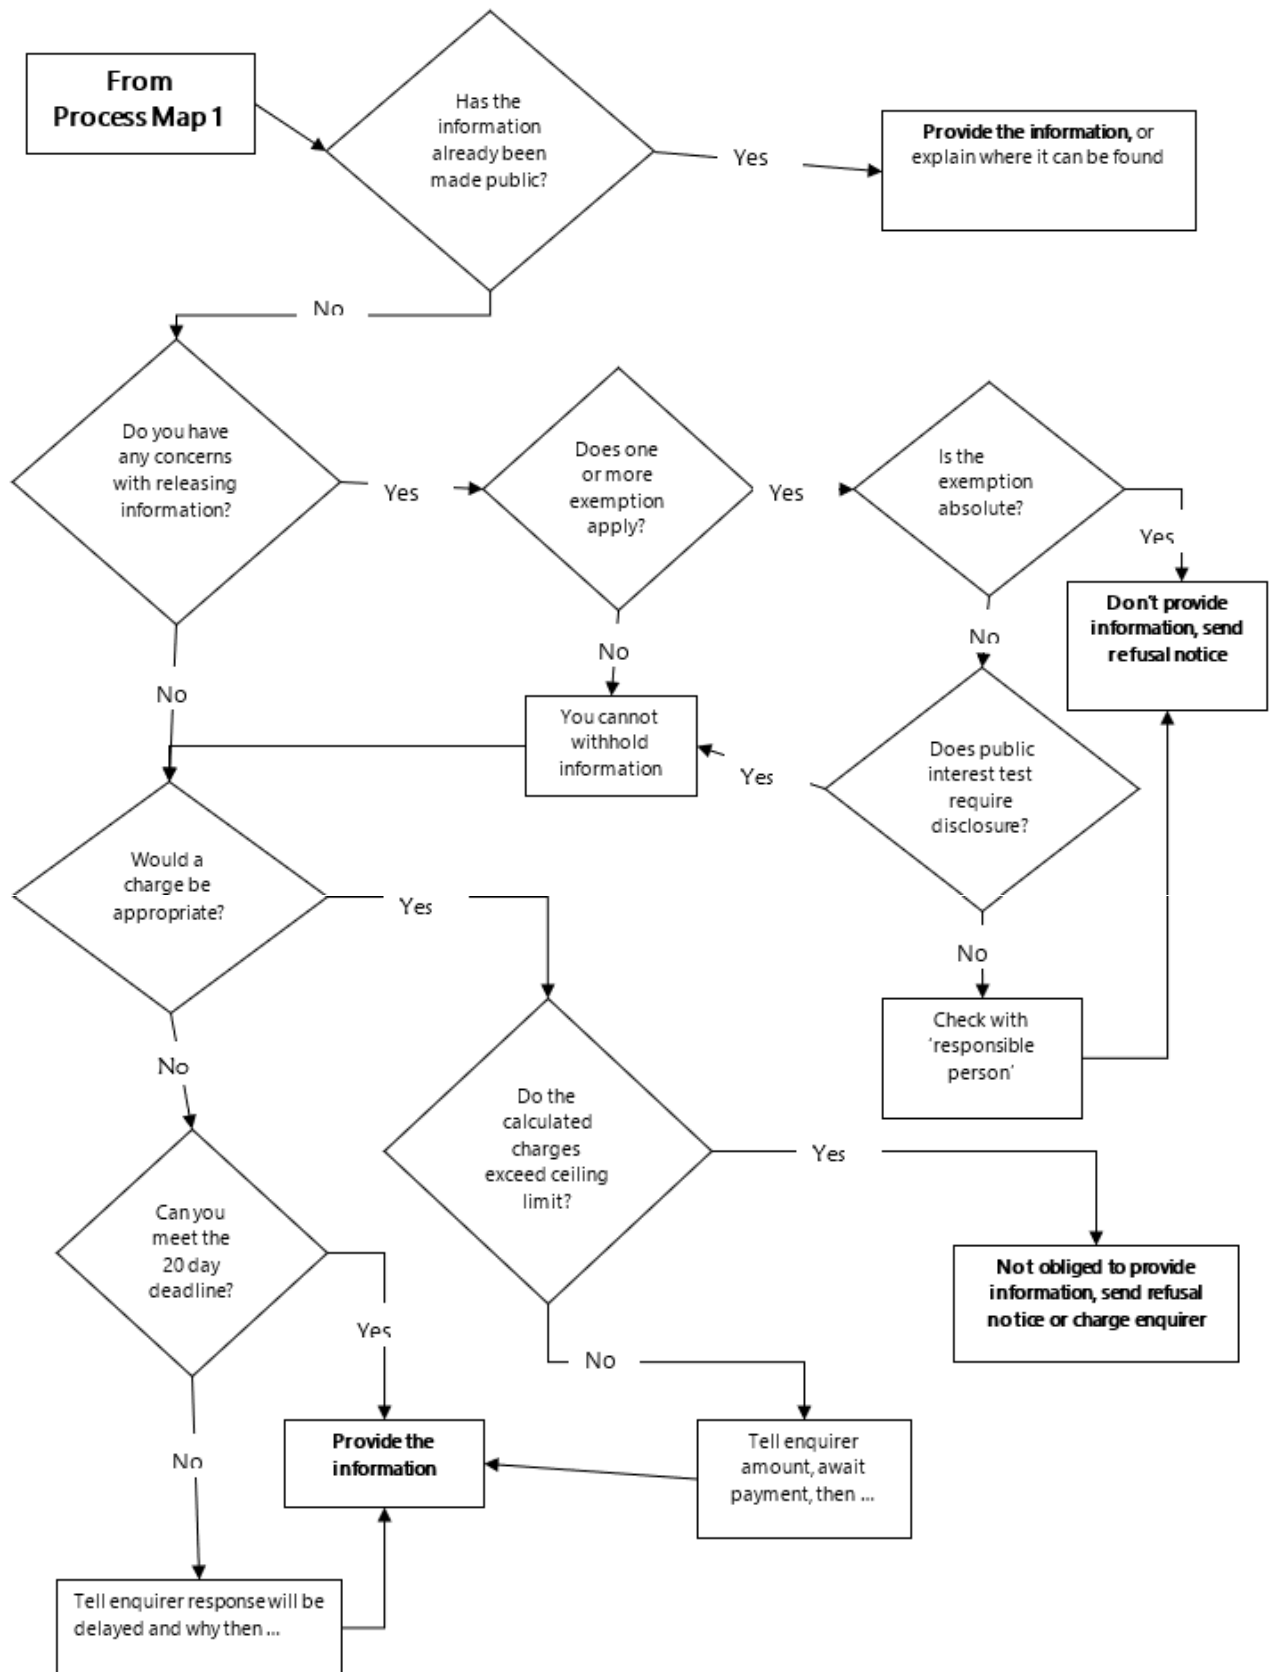 From
Process Map 1
Has the
information
already been
made public?
Yes
Provide the information, or
explain where it can be found
No
Do you have
any concerns
with releasing
information?
Yes
Does one
or more
exemption
apply?
Yes
Is the
exemption
absolute?
Yes
Don't provide
information, send
refusal notice
No
No
No
You cannot
withhold
information
Yes
Does public
interest test
require
disclosure?
Would a
charge be
appropriate?
Yes
No
Check with
‘responsible
person’
No
Do the
calculated
charges
exceed ceiling
limit?
Yes
Can you
meet the
20 day
deadline?
Not obliged to provide
information, send refusal
notice or charge enquirer
Yes
No
Provide the
information
Tell enquirer
amount, await
payment, then ...
No
Tell enquirer response will be
delayed and why then ...